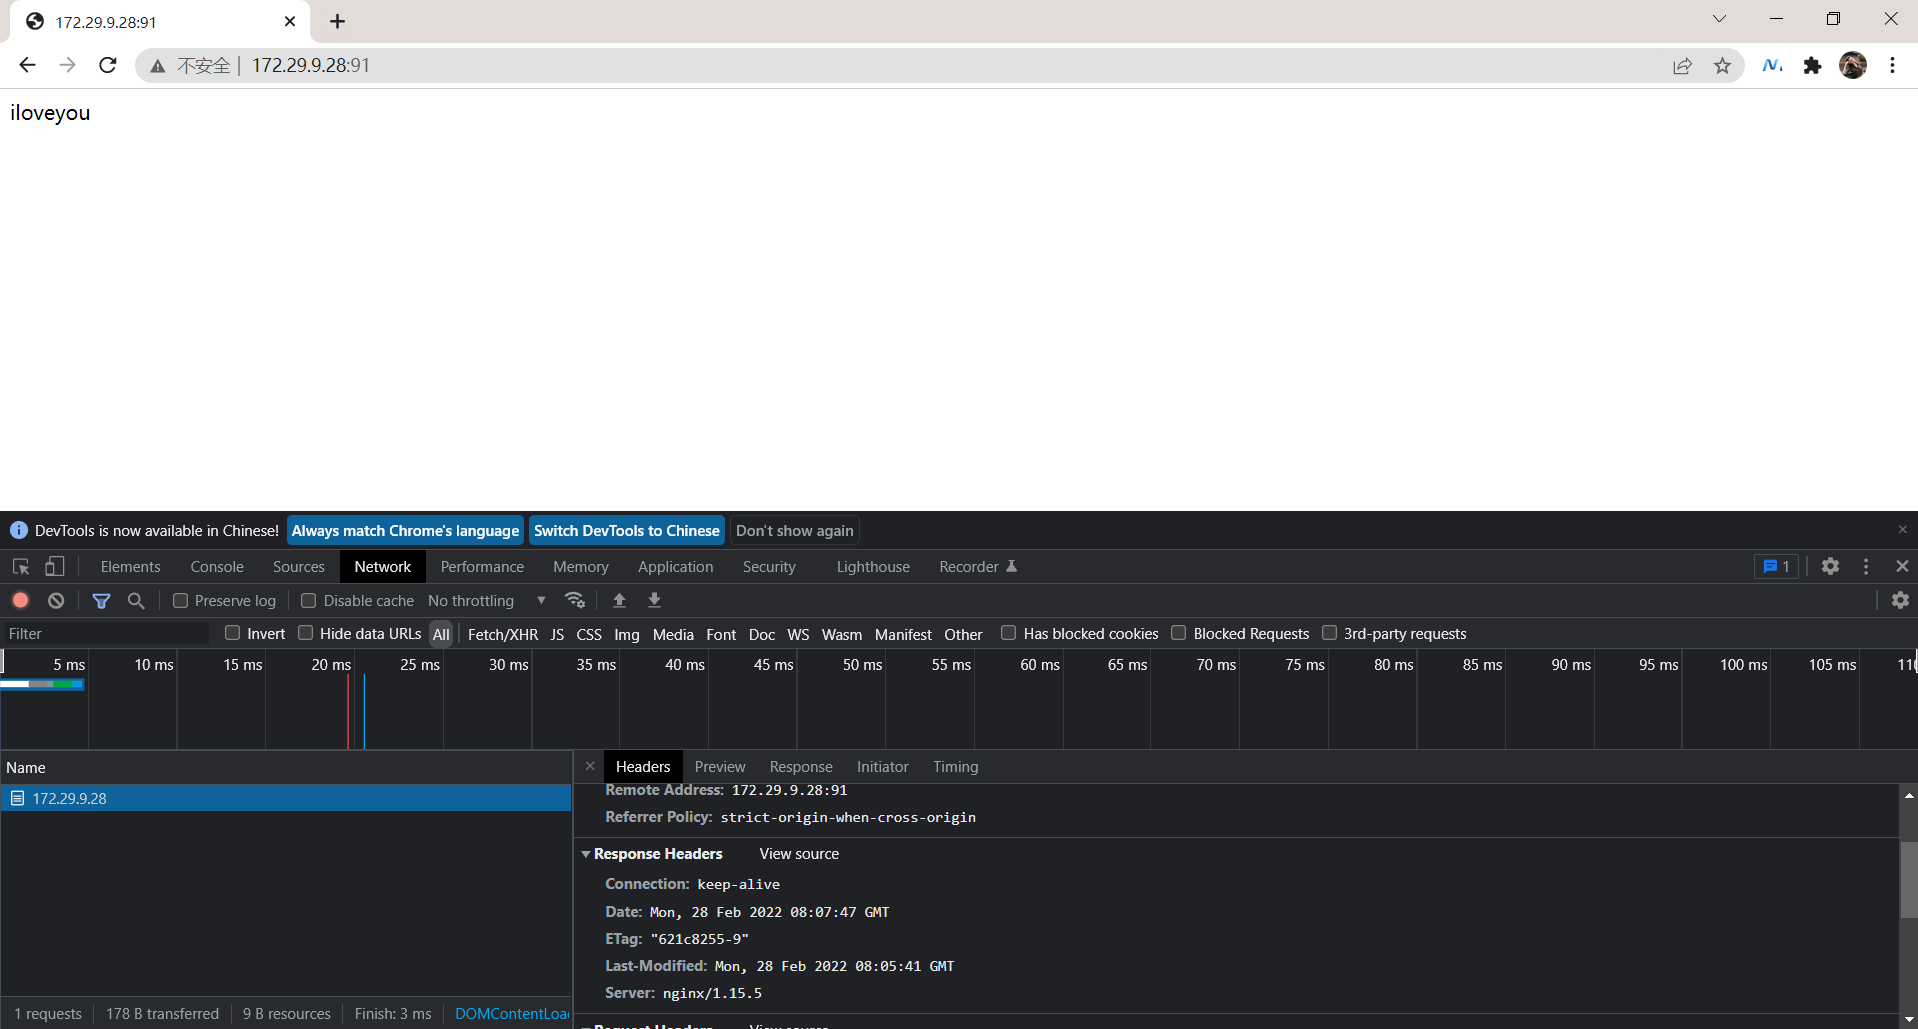 172.29.9.28:91
不安全 172.29.9.28:91
iloveyou
DevTools is now available in Chinese! Always match Chrome's language Switch DevTools to Chinese Don't show again
Elements Console Sources Network Performance Memory Application Security Lighthouse Recorder 1
Preserve log Disable cache No throttling
Filter Invert Hide data URLs All Fetch/XHR JS CSS Img Media Font Doc WS Wasm Manifest Other Has blocked cookies Blocked Requests 3rd-party requests
5 ms 10 ms 15 ms 20 ms 25 ms 30 ms 35 ms 40 ms 45 ms 50 ms 55 ms 60 ms 65 ms 70 ms 75 ms 80 ms 85 ms 90 ms 95 ms 100 ms 105 ms 110
Name
172.29.9.28
1 requests 178 B transferred 9 B resources Finish: 3 ms DOMContentLoa
Headers Preview Response Initiator Timing
Remote Address: 172.29.9.28:91
Referrer Policy: strict-origin-when-cross-origin
Response Headers View source
Connection: keep-alive
Date: Mon, 28 Feb 2022 08:07:47 GMT
ETag: "621c8255-9"
Last-Modified: Mon, 28 Feb 2022 08:05:41 GMT
Server: nginx/1.15.5
Request Headers View source